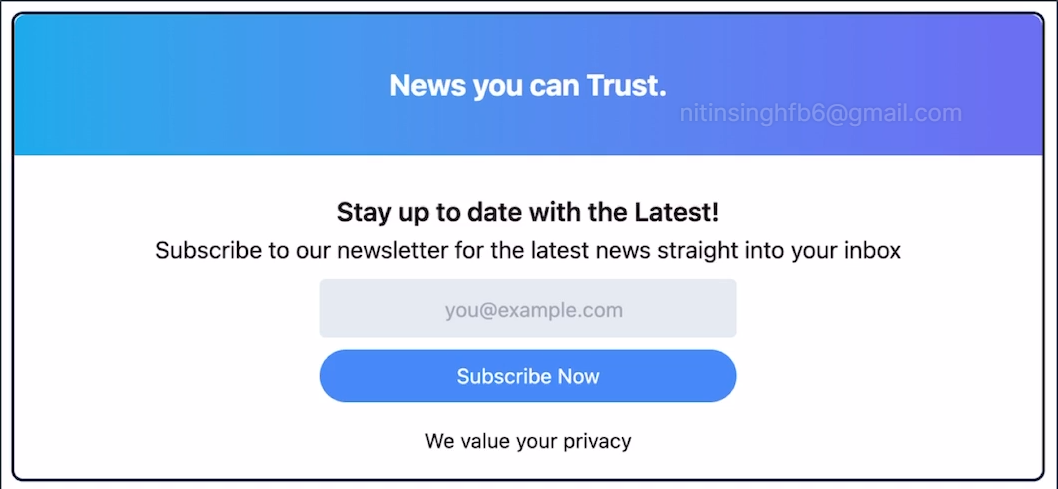 News you can Trust.
nitinsinghfb6@gmail.com
Stay up to date with the Latest!
Subscribe to our newsletter for the latest news straight into your inbox
you@example.com
Subscribe Now
We value your privacy